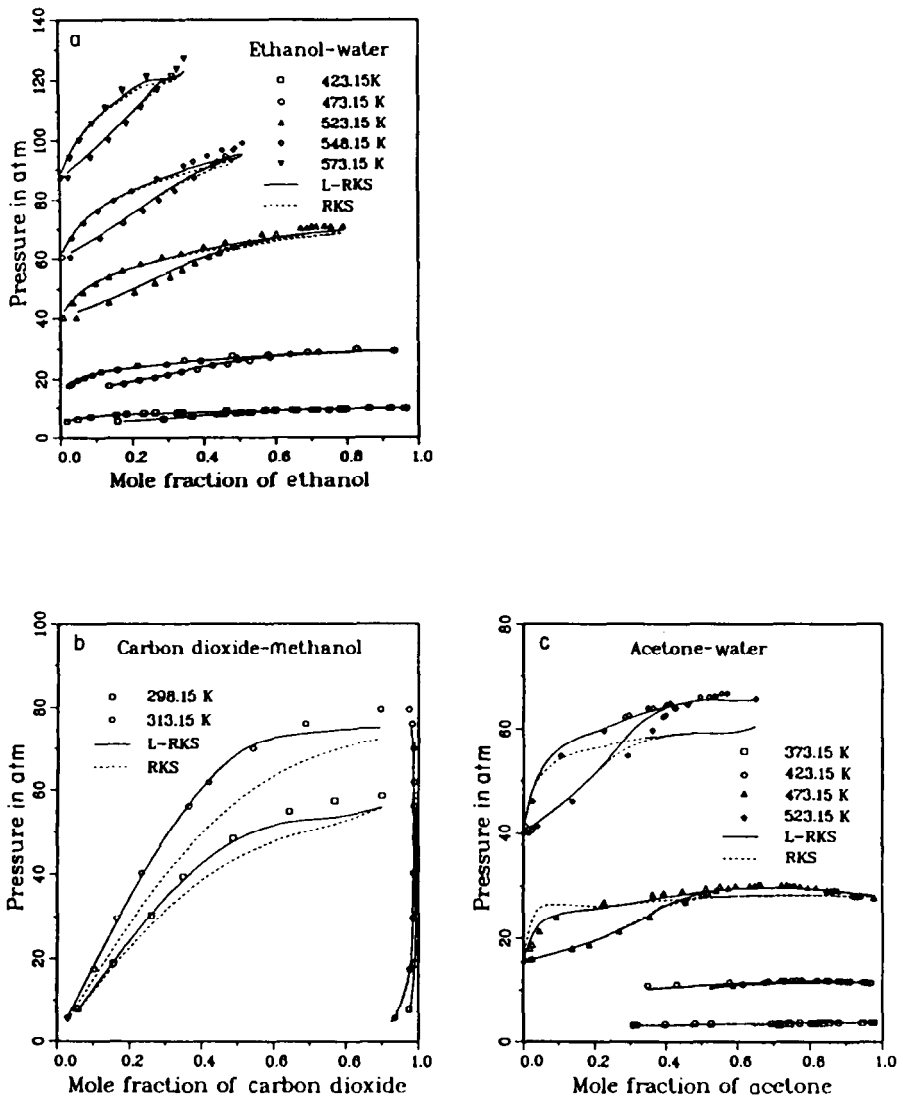 a
Ethanol-water
423.15K
473.15 K
523.15 K
548.15 K
573.15 K
L-RKS
RKS
Pressure in atm
140
120
100
80
60
40
20
0
0.0 0.2 0.4 0.6 0.8 1.0
Mole fraction of ethanol
b
Carbon dioxide-methanol
298.15 K
313.15 K
L-RKS
RKS
Pressure in atm
100
80
60
40
20
0
0.0 0.2 0.4 0.6 0.8 1.0
Mole fraction of carbon dioxide
c
Acetone-water
373.15 K
423.15 K
473.15 K
523.15 K
L-RKS
RKS
Pressure in atm
80
60
40
20
0
0.0 0.2 0.4 0.6 0.8 1.0
Mole fraction of acetone